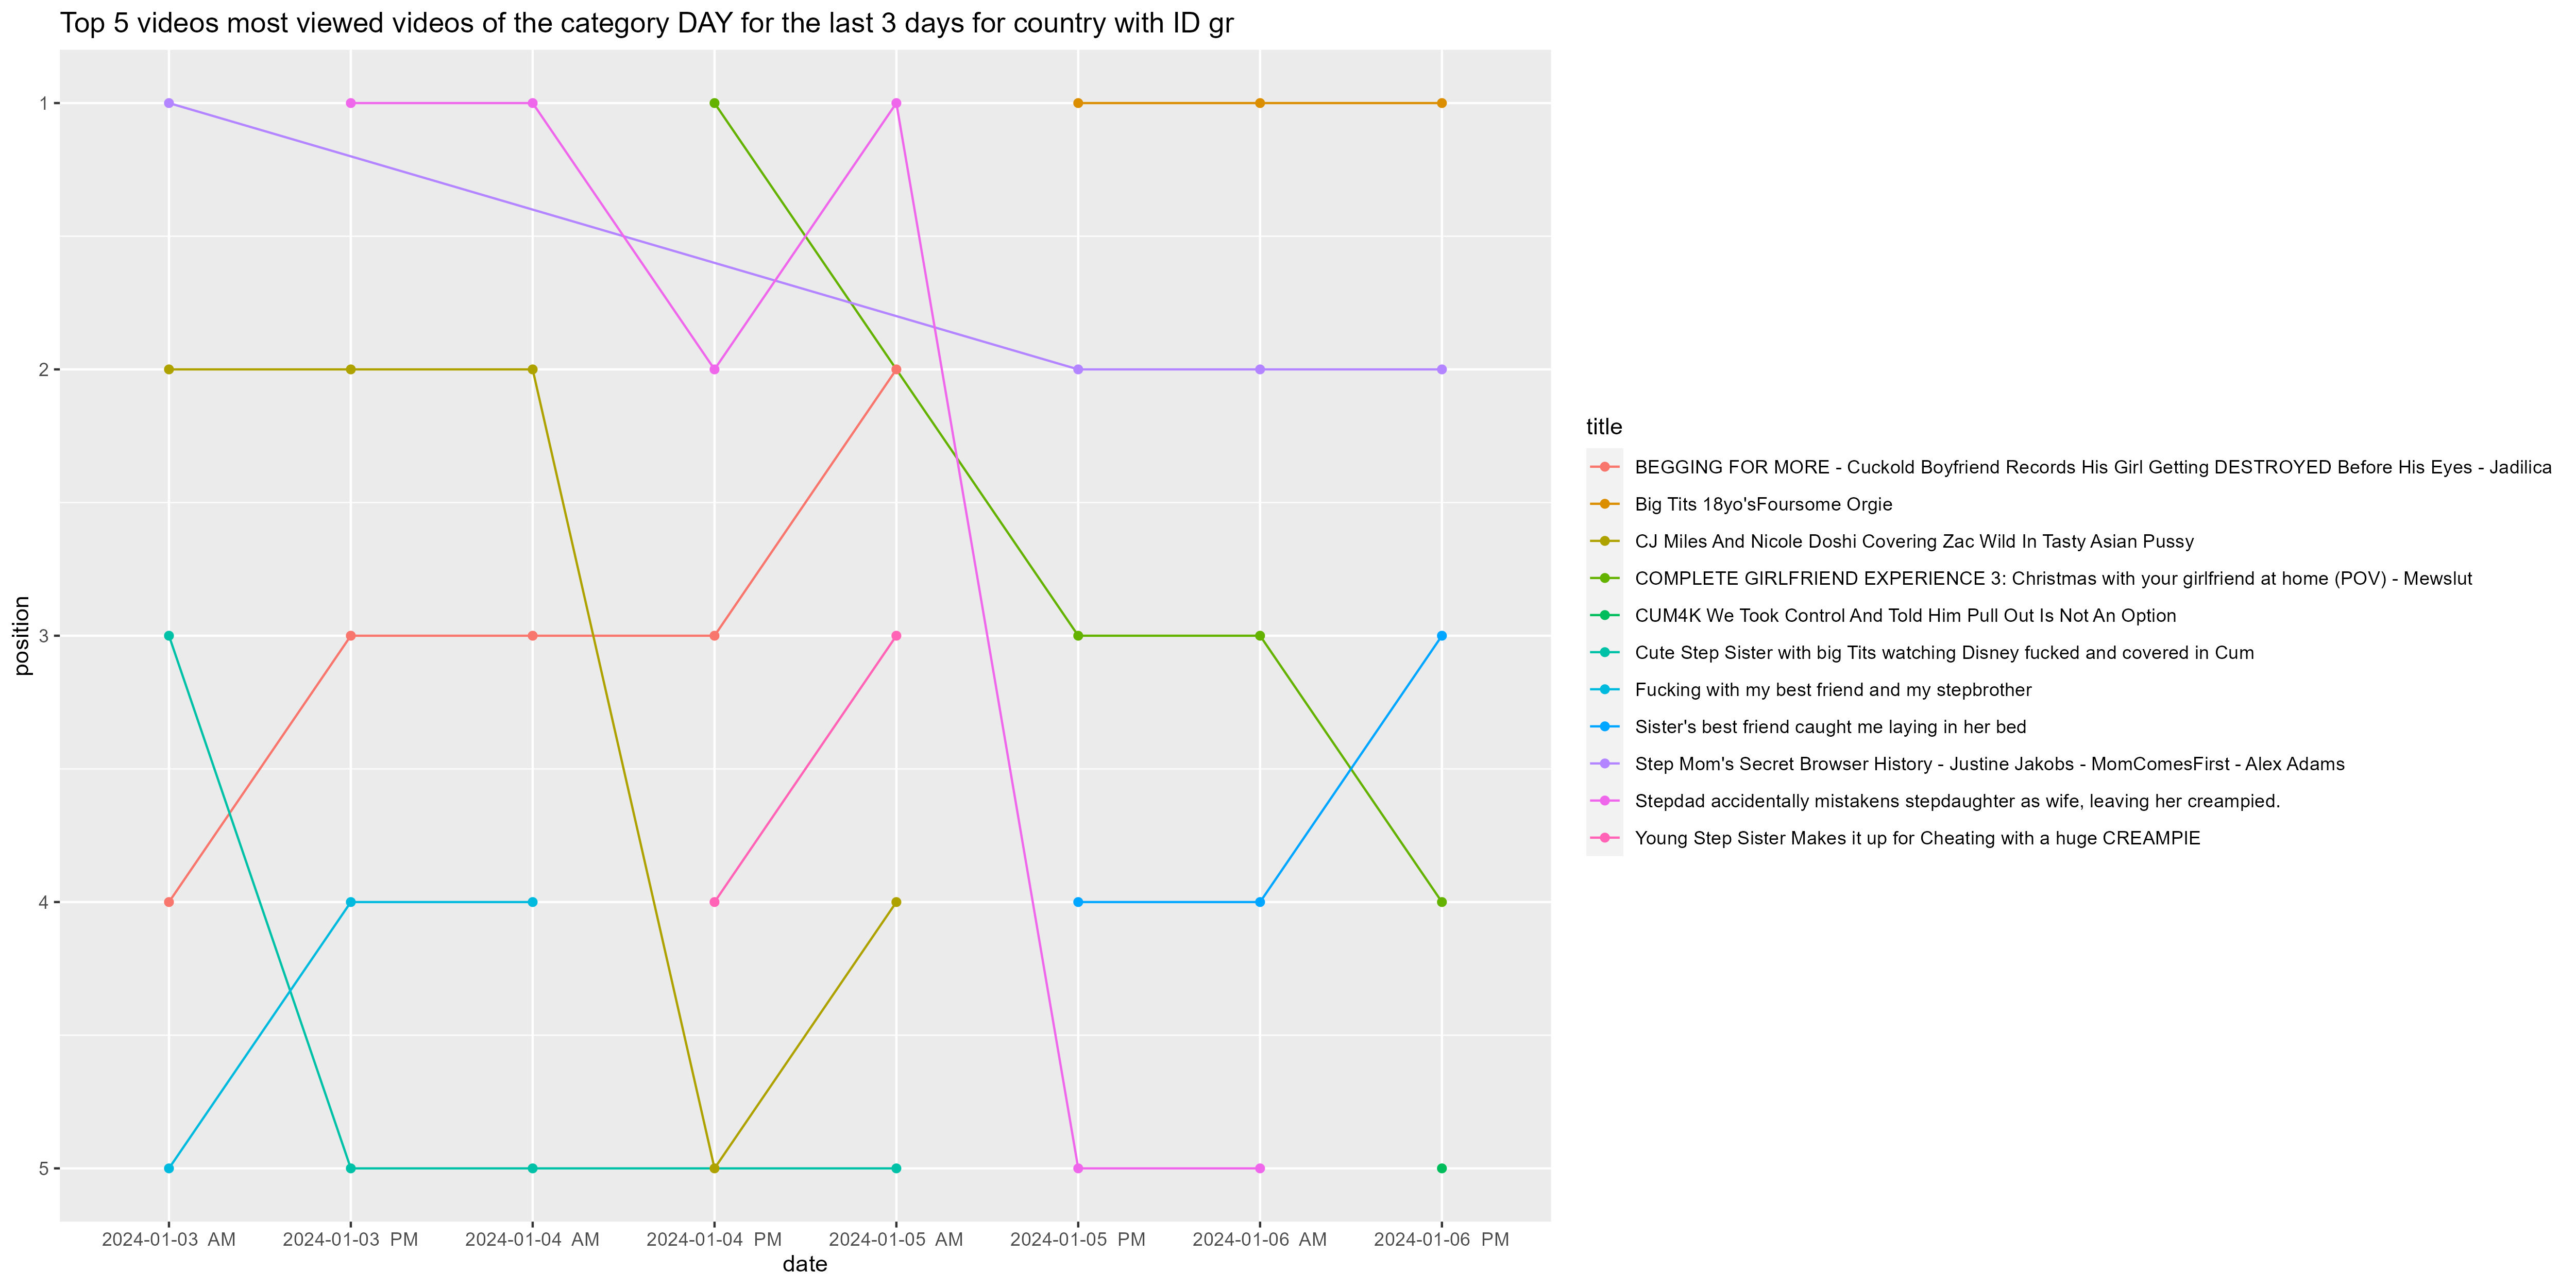 Top 5 videos most viewed videos of the category DAY for the last 3 days for country with ID gr
position
1
2
3
4
5
2024-01-03 AM
2024-01-03 PM
2024-01-04 AM
2024-01-04 PM
2024-01-05 AM
2024-01-05 PM
2024-01-06 AM
2024-01-06 PM
date
title
BEGGING FOR MORE - Cuckold Boyfriend Records His Girl Getting DESTROYED Before His Eyes - Jadilica
Big Tits 18yo'sFoursome Orgie
CJ Miles And Nicole Doshi Covering Zac Wild In Tasty Asian Pussy
COMPLETE GIRLFRIEND EXPERIENCE 3: Christmas with your girlfriend at home (POV) - Mewslut
CUM4K We Took Control And Told Him Pull Out Is Not An Option
Cute Step Sister with big Tits watching Disney fucked and covered in Cum
Fucking with my best friend and my stepbrother
Sister's best friend caught me laying in her bed
Step Mom's Secret Browser History - Justine Jakobs - MomComesFirst - Alex Adams
Stepdad accidentally mistakens stepdaughter as wife, leaving her creampied.
Young Step Sister Makes it up for Cheating with a huge CREAMPIE